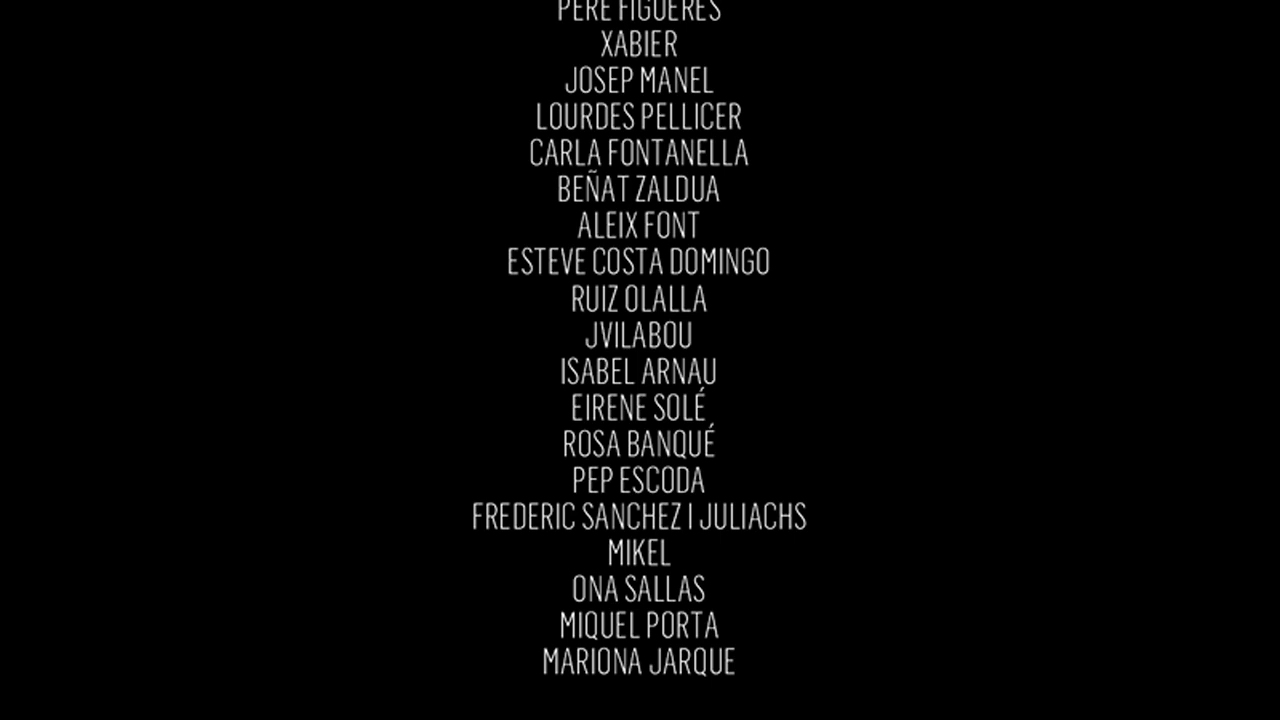 PERE FIGUERES
XABIER
JOSEP MANEL
LOURDES PELLICER
CARLA FONTANELLA
BEÑAT ZALDUA
ALEIX FONT
ESTEVE COSTA DOMINGO
RUIZ OLALLA
JVILABOU
ISABEL ARNAU
EIRENE SOLÉ
ROSA BANQUÉ
PEP ESCODA
FREDERIC SANCHEZ I JULIACHS
MIKEL
ONA SALLAS
MIQUEL PORTA
MARIONA JARQUE